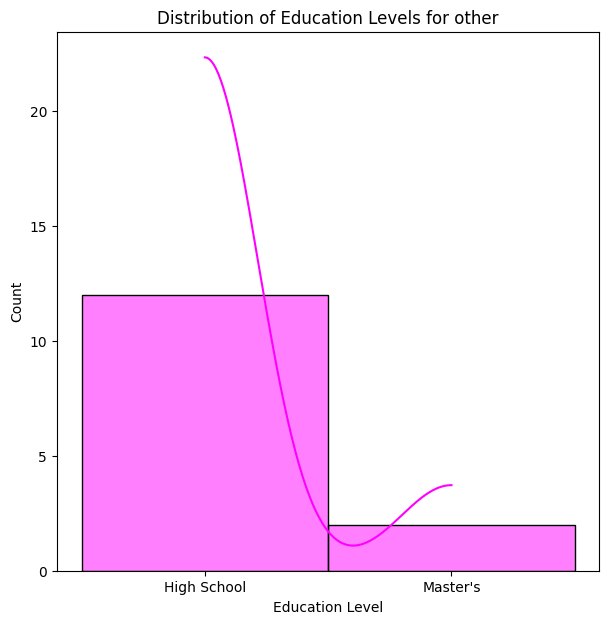 Distribution of Education Levels for other
20
15
10
5
0
Count
High School Master's
Education Level